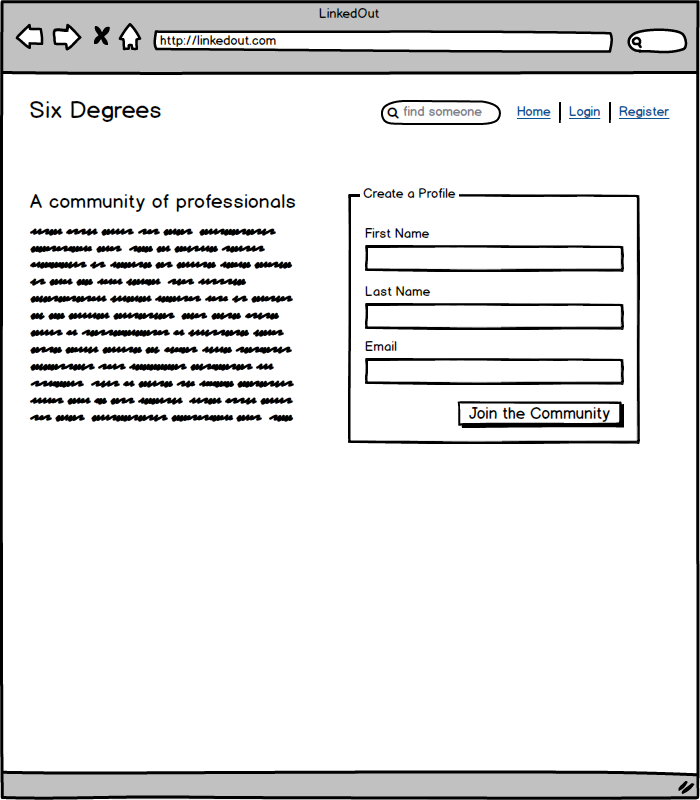 LinkedOut
http://linkedout.com
Six Degrees
find someone
Home
Login
Register
A community of professionals
Create a Profile
First Name
Last Name
Email
Join the Community